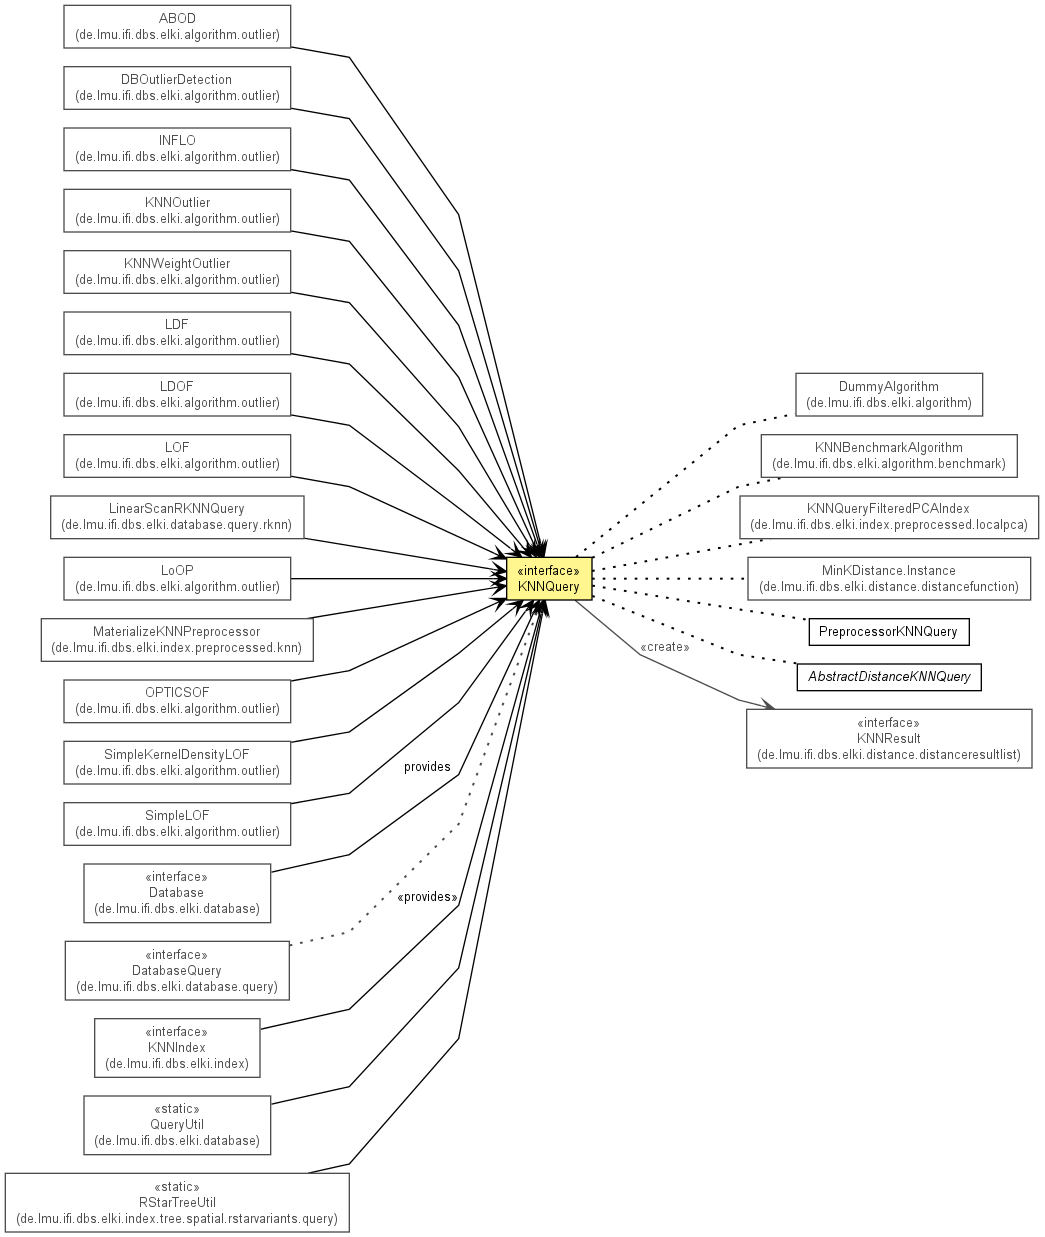 ABOD
(de.lmu.ifi.dbs.elki.algorithm.outlier)
DBOutlierDetection
(de.lmu.ifi.dbs.elki.algorithm.outlier)
INFLO
(de.lmu.ifi.dbs.elki.algorithm.outlier)
KNNOutlier
(de.lmu.ifi.dbs.elki.algorithm.outlier)
KNNWeightOutlier
(de.lmu.ifi.dbs.elki.algorithm.outlier)
LDF
(de.lmu.ifi.dbs.elki.algorithm.outlier)
LDOF
(de.lmu.ifi.dbs.elki.algorithm.outlier)
LOF
(de.lmu.ifi.dbs.elki.algorithm.outlier)
LinearScanRKNNQuery
(de.lmu.ifi.dbs.elki.database.query.rknn)
LoOP
(de.lmu.ifi.dbs.elki.algorithm.outlier)
MaterializeKNNPreprocessor
(de.lmu.ifi.dbs.elki.index.preprocessed.knn)
OPTICSOF
(de.lmu.ifi.dbs.elki.algorithm.outlier)
SimpleKernelDensityLOF
(de.lmu.ifi.dbs.elki.algorithm.outlier)
SimpleLOF
(de.lmu.ifi.dbs.elki.algorithm.outlier)
«interface»
Database
(de.lmu.ifi.dbs.elki.database)
«interface»
DatabaseQuery
(de.lmu.ifi.dbs.elki.database.query)
«interface»
KNNIndex
(de.lmu.ifi.dbs.elki.index)
«static»
QueryUtil
(de.lmu.ifi.dbs.elki.database)
«static»
RStarTreeUtil
(de.lmu.ifi.dbs.elki.index.tree.spatial.rstarvariants.query)
provides
«provides»
«interface»
KNNQuery
«create»
DummyAlgorithm
(de.lmu.ifi.dbs.elki.algorithm)
KNNBenchmarkAlgorithm
(de.lmu.ifi.dbs.elki.algorithm.benchmark)
KNNQueryFilteredPCAIndex
(de.lmu.ifi.dbs.elki.index.preprocessed.localpca)
MinKDistance.Instance
(de.lmu.ifi.dbs.elki.distance.distancefunction)
PreprocessorKNNQuery
AbstractDistanceKNNQuery
«interface»
KNNResult
(de.lmu.ifi.dbs.elki.distance.distanceresultlist)